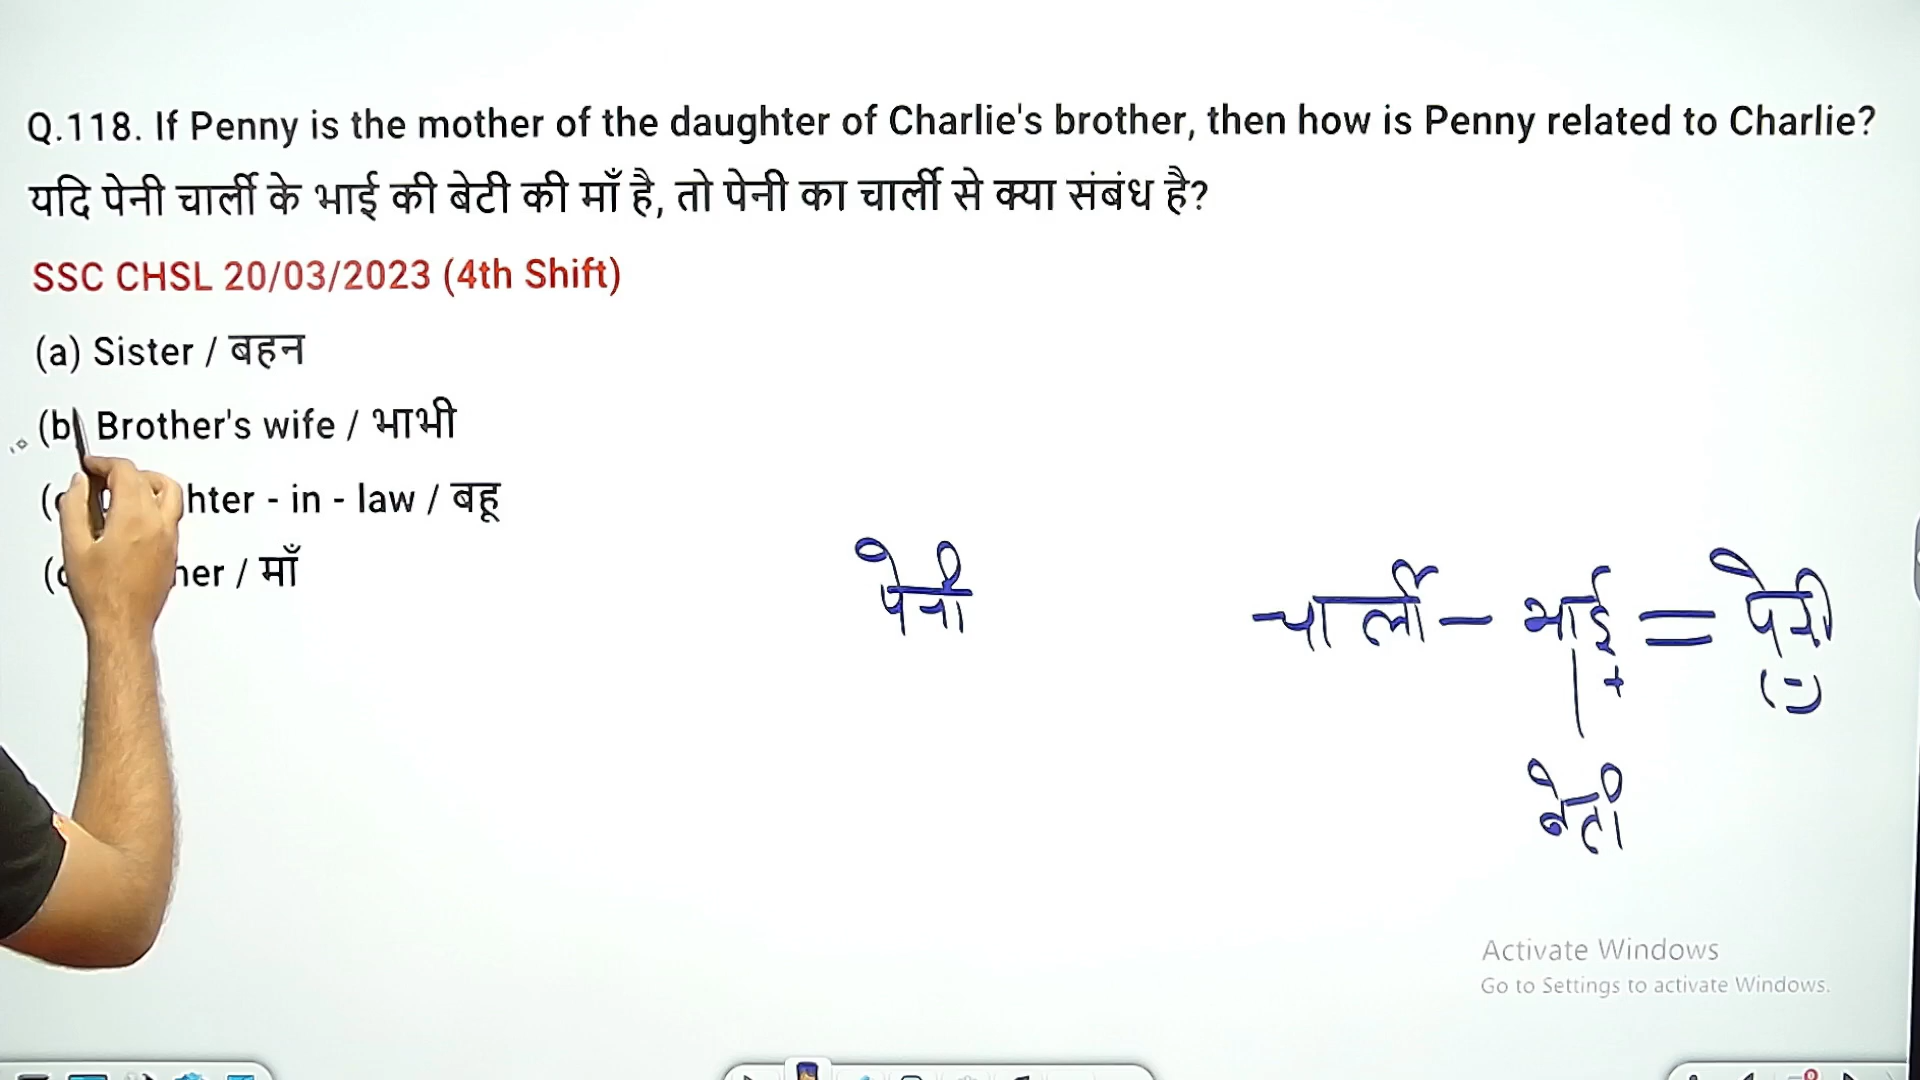 Q.118. If Penny is the mother of the daughter of Charlie's brother, then how is Penny related to Charlie?
यदि पेनी चार्ली के भाई की बेटी की माँ है, तो पेनी का चार्ली से क्या संबंध है?
SSC CHSL 20/03/2023 (4th Shift)
(a) Sister / बहन
(b) Brother's wife / भाभी
hter - in - law / बहू
her / माँ
पेनी
चार्ली – भाई = पेनी
+ (-)
बेटी
Activate Windows
Go to Settings to activate Windows.